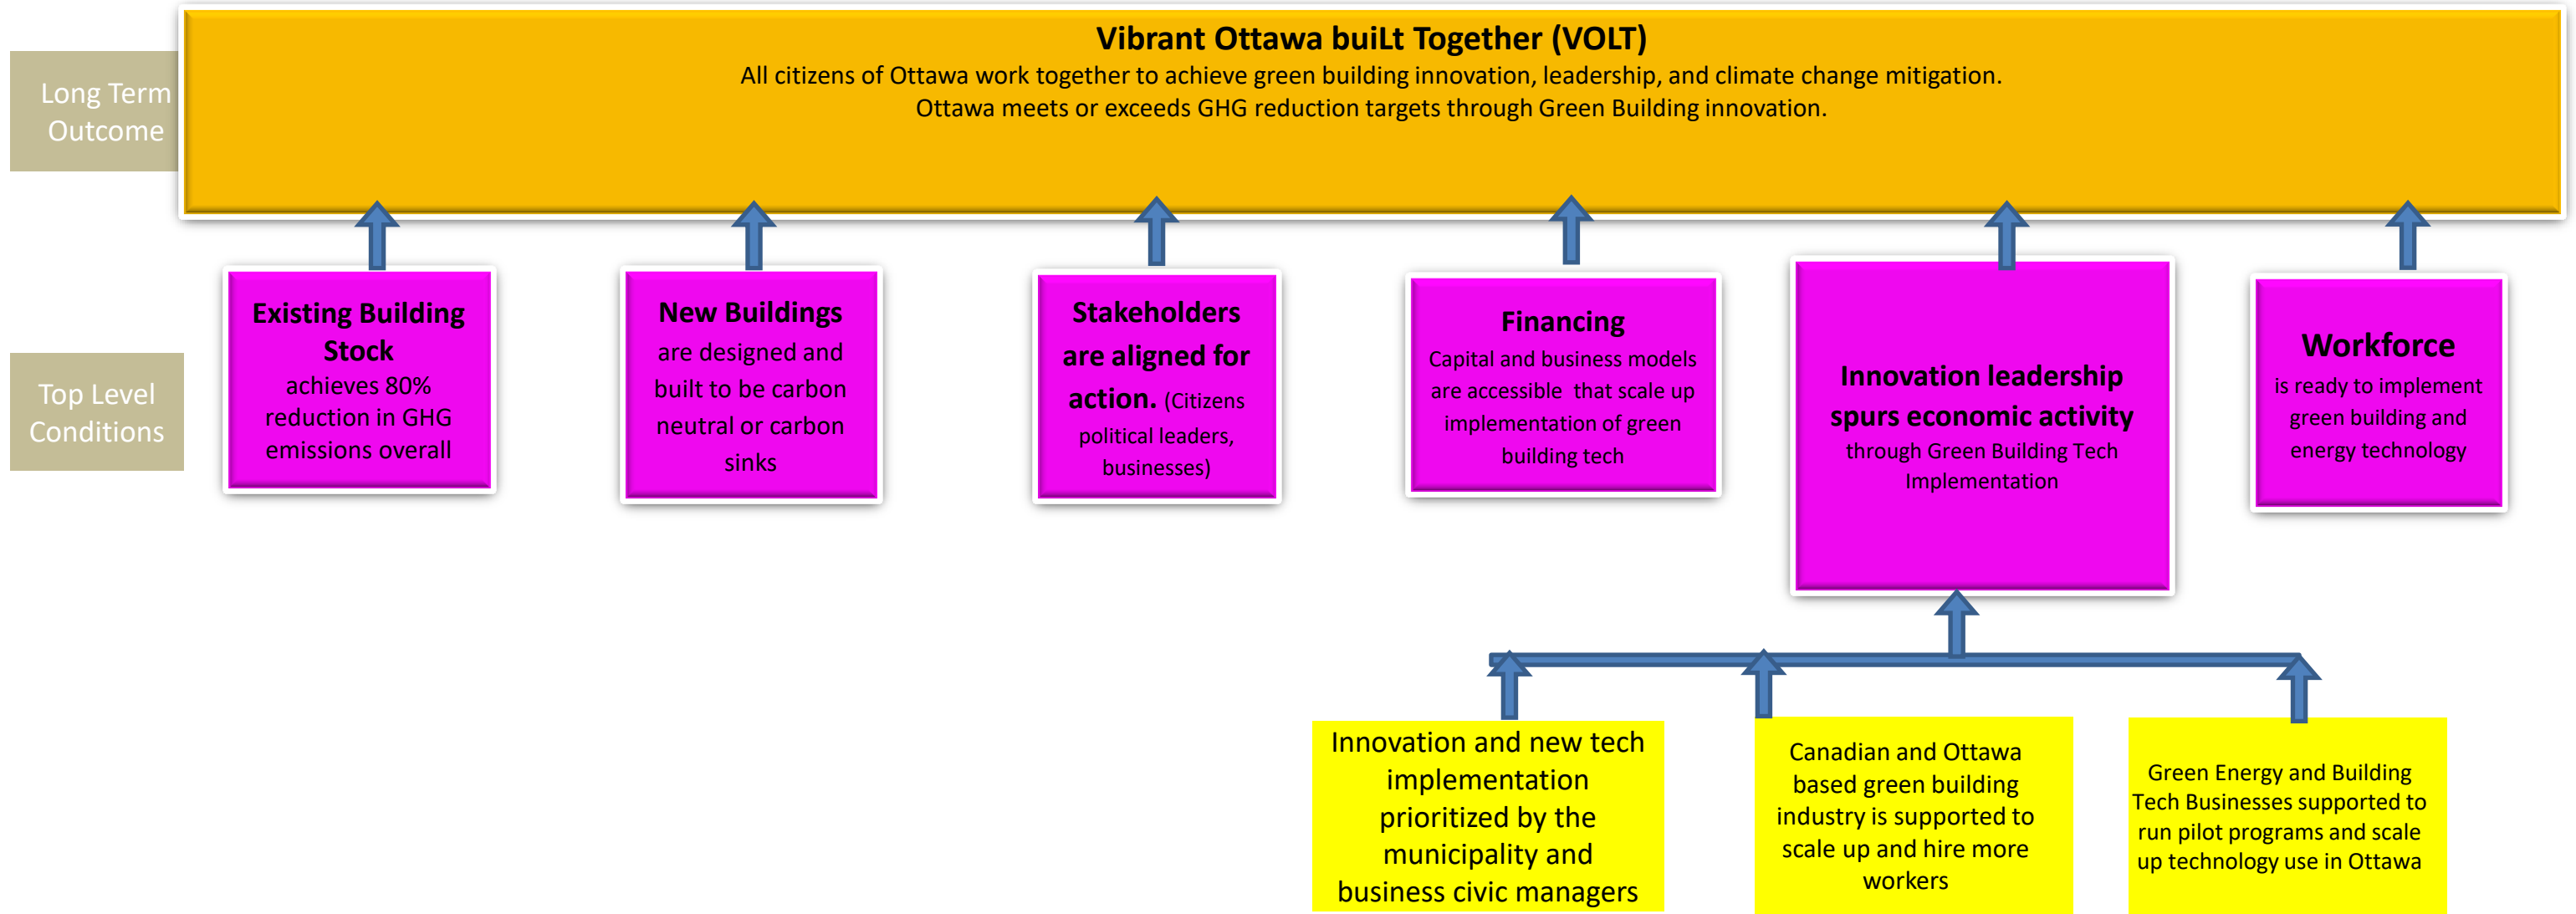 Vibrant Ottawa buiLt Together (VOLT)
All citizens of Ottawa work together to achieve green building innovation, leadership, and climate change mitigation.
Ottawa meets or exceeds GHG reduction targets through Green Building innovation.
Long Term
Outcome
Top Level
Conditions
Existing Building
Stock
achieves 80%
reduction in GHG
emissions overall
New Buildings
are designed and
built to be carbon
neutral or carbon
sinks
Stakeholders
are aligned for
action. (Citizens
political leaders,
businesses)
Financing
Capital and business models
are accessible that scale up
implementation of green
building tech
Innovation leadership
spurs economic activity
through Green Building Tech
Implementation
Workforce
is ready to implement
green building and
energy technology
Innovation and new tech
implementation
prioritized by the
municipality and
business civic managers
Canadian and Ottawa
based green building
industry is supported to
scale up and hire more
workers
Green Energy and Building
Tech Businesses supported to
run pilot programs and scale
up technology use in Ottawa